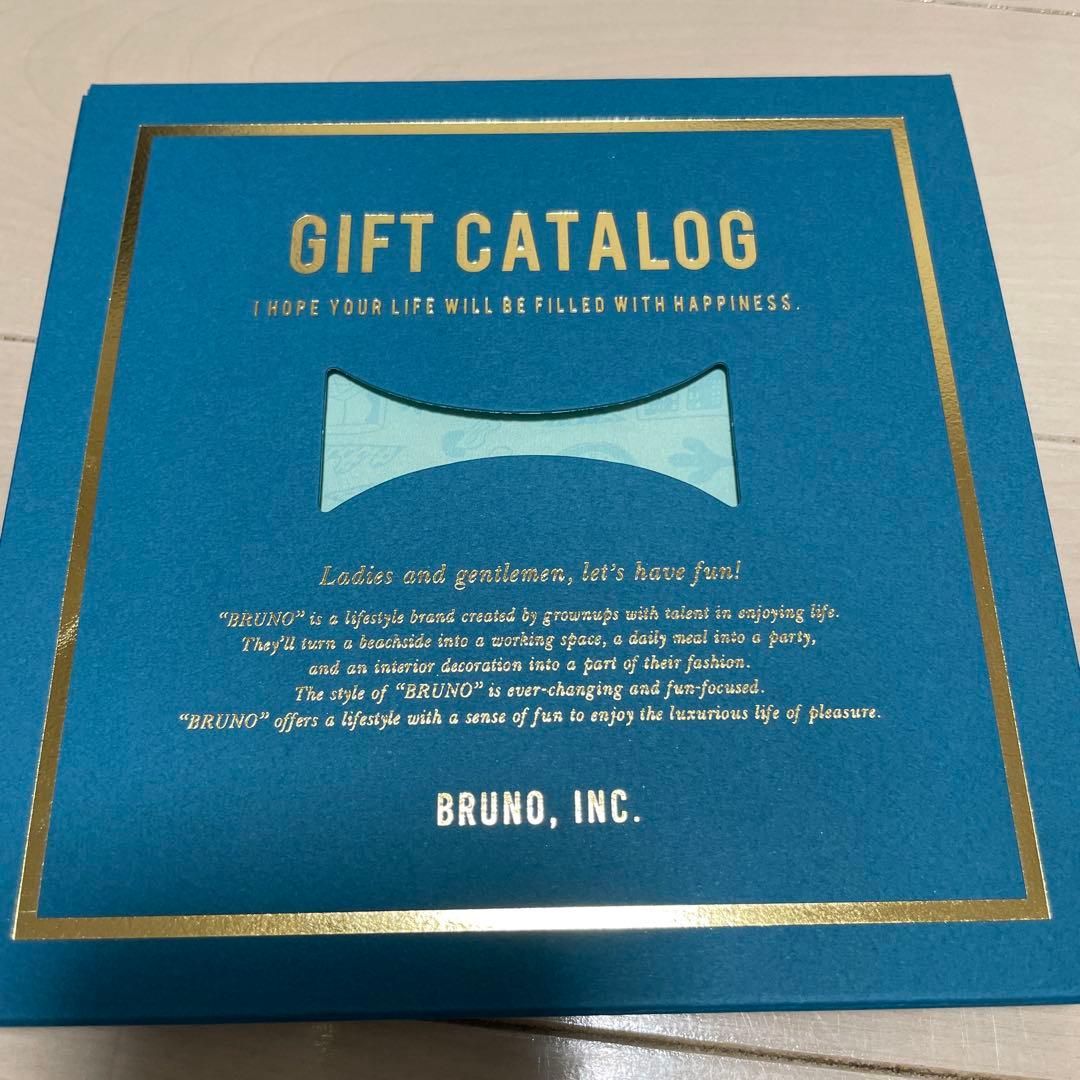 GIFT CATALOG
I HOPE YOUR LIFE WILL BE FILLED WITH HAPPINESS.
Ladies and gentlemen, let's have fun!
“BRUNO” is a lifestyle brand created by grownups with talent in enjoying life.
They'll turn a beachside into a working space, a daily meal into a party,
and an interior decoration into a part of their fashion.
The style of “BRUNO” is ever-changing and fun-focused.
“BRUNO” offers a lifestyle with a sense of fun to enjoy the luxurious life of pleasure.
BRUNO, INC.